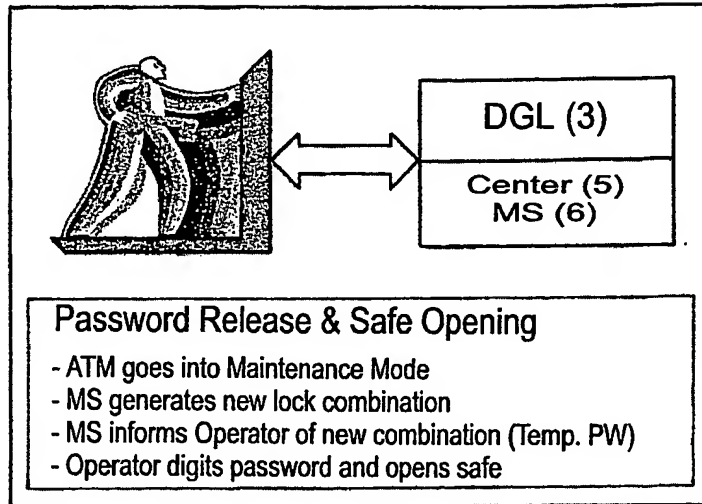 DGL (3)
Center (5)
MS (6)
Password Release & Safe Opening
- ATM goes into Maintenance Mode
- MS generates new lock combination
- MS informs Operator of new combination (Temp. PW)
- Operator digits password and opens safe